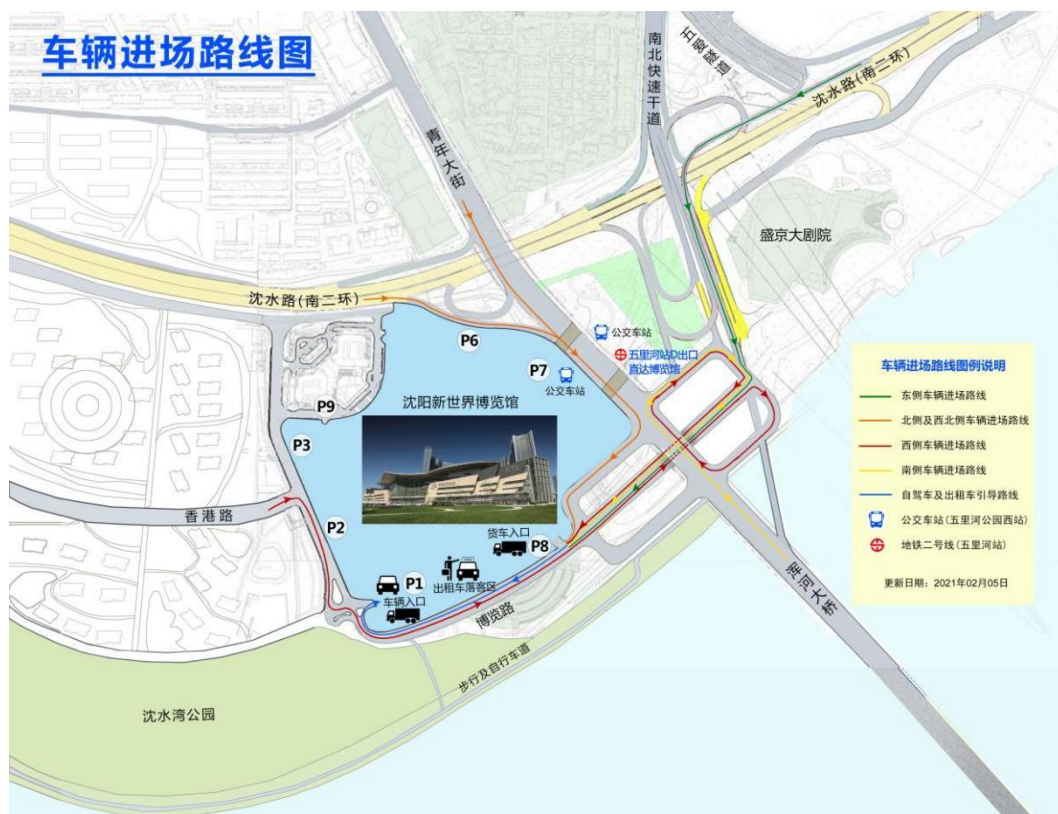 车辆进场路线图
南北快速干道
五爱隧道
沈水路(南二环)
青年大街
盛京大剧院
沈水路(南二环)
P6
公交车站
五里河站D出口
直达博览馆
P7
公交车站
沈阳新世界博览馆
P9
P3
香港路
P2
货车入口
P8
P1
出租车落客区
车辆入口
博览路
步行及自行车道
浑河大桥
沈水湾公园
车辆进场路线图例说明
东侧车辆进场路线
北侧及西北侧车辆进场路线
西侧车辆进场路线
南侧车辆进场路线
自驾车及出租车引导路线
公交车站(五里河公园西站)
地铁二号线(五里河站)
更新日期：2021年02月05日